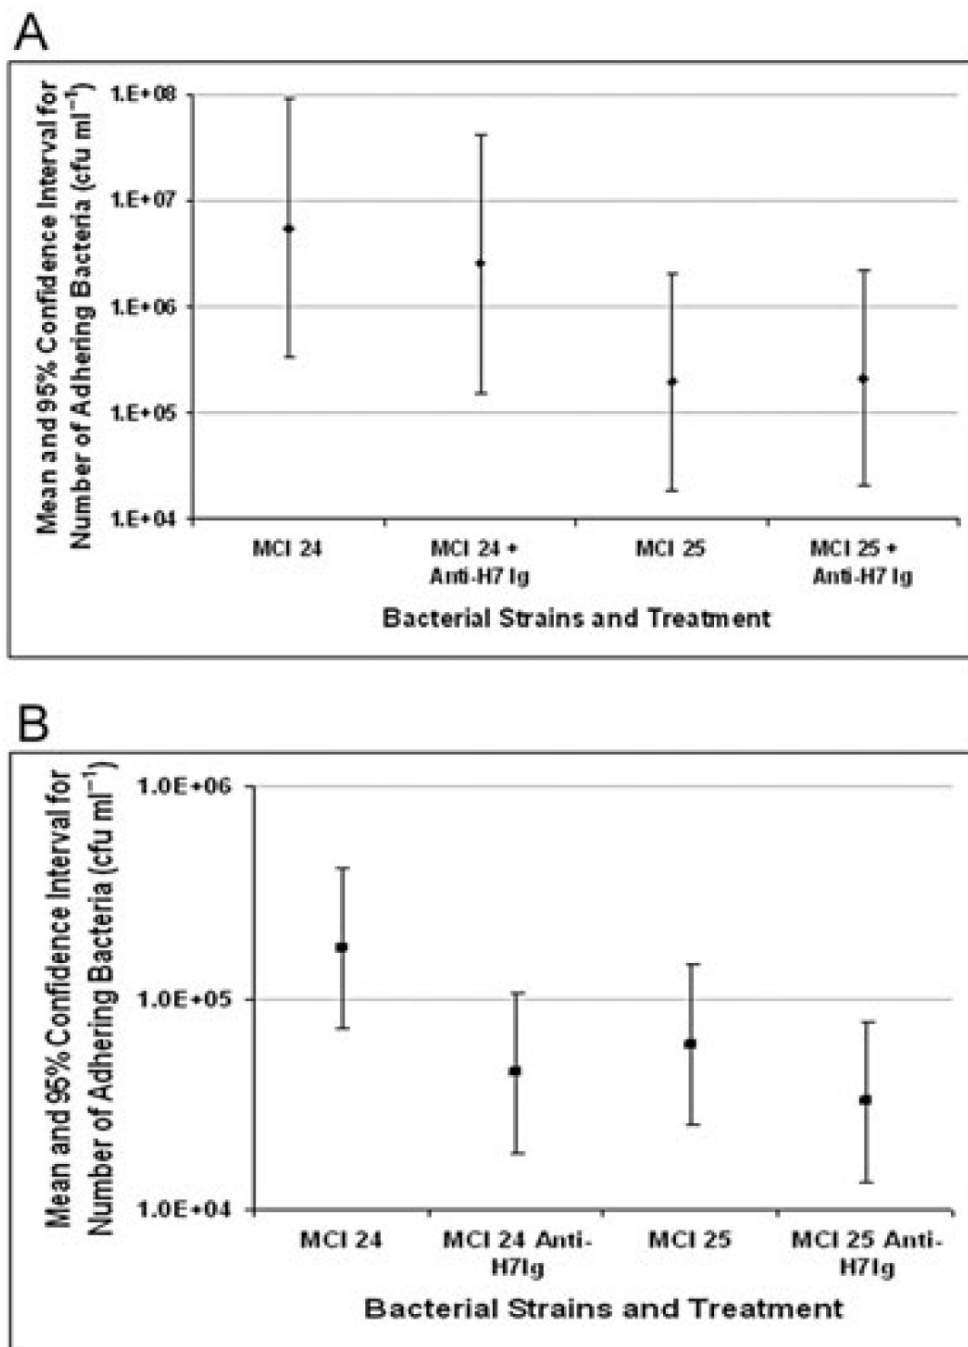 A
Mean and 95% Confidence Interval for
Number of Adhering Bacteria (cfu ml⁻¹)
1.E+08
1.E+07
1.E+06
1.E+05
1.E+04
MCI 24
MCI 24 +
Anti-H7 Ig
MCI 25
MCI 25 +
Anti-H7 Ig
Bacterial Strains and Treatment
B
Mean and 95% Confidence Interval for
Number of Adhering Bacteria (cfu ml⁻¹)
1.0E+06
1.0E+05
1.0E+04
MCI 24
MCI 24 Anti-
H7Ig
MCI 25
MCI 25 Anti-
H7Ig
Bacterial Strains and Treatment